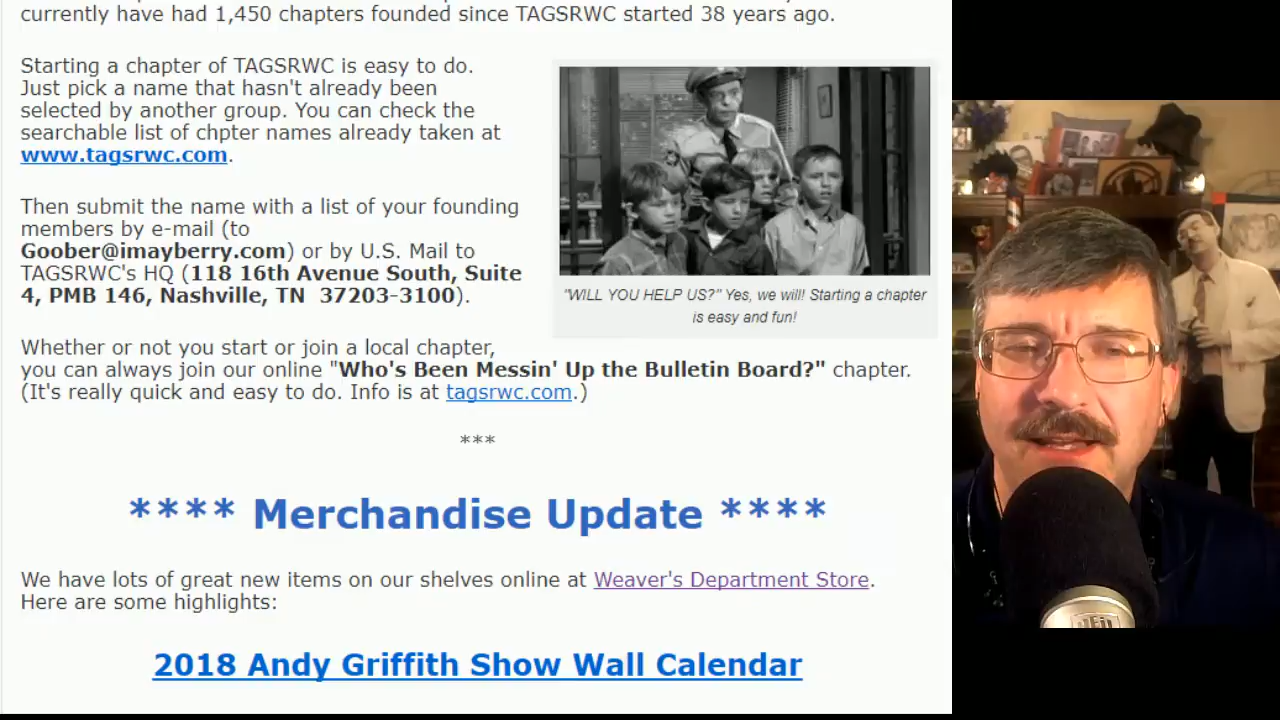 currently have had 1,450 chapters founded since TAGSRWC started 38 years ago.
Starting a chapter of TAGSRWC is easy to do.
Just pick a name that hasn't already been
selected by another group. You can check the
searchable list of chpter names already taken at
www.tagsrwc.com.
Then submit the name with a list of your founding
members by e-mail (to
Goober@imayberry.com) or by U.S. Mail to
TAGSRWC's HQ (118 16th Avenue South, Suite
4, PMB 146, Nashville, TN  37203-3100).
"WILL YOU HELP US?" Yes, we will! Starting a chapter
is easy and fun!
Whether or not you start or join a local chapter,
you can always join our online "Who's Been Messin' Up the Bulletin Board?" chapter.
(It's really quick and easy to do. Info is at tagsrwc.com.)
***
**** Merchandise Update ****
We have lots of great new items on our shelves online at Weaver's Department Store.
Here are some highlights:
2018 Andy Griffith Show Wall Calendar